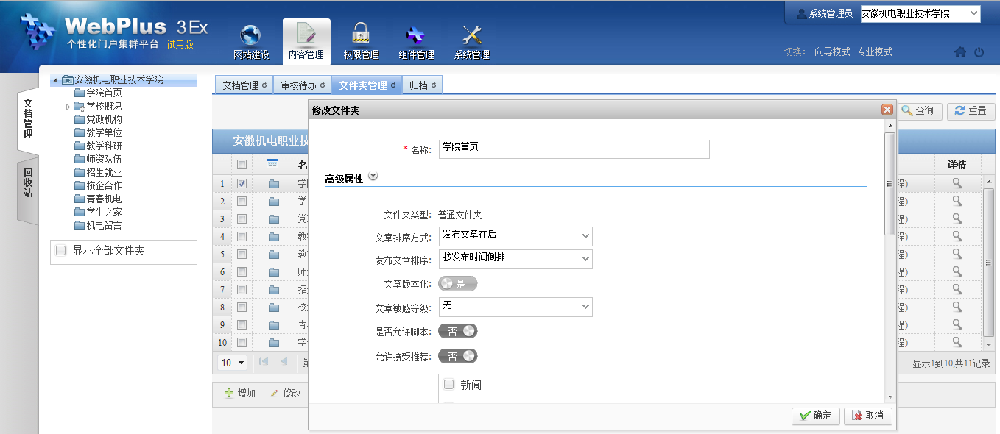 WebPlus 3Ex
个性化门户集群平台 试用版
网站建设 内容管理 权限管理 组件管理 系统管理
系统管理员 安徽机电职业技术学院
切换： 向导模式 专业模式
文档管理
回收站
安徽机电职业技术学院
学院首页
学校概况
党政机构
教学单位
教学科研
师资队伍
招生就业
校企合作
青春机电
学生之家
机电留言
显示全部文件夹
文档管理 审核待办 文件夹管理 归档
查询 重置
安徽机电职业技
名 详情
1 学 程)
2 学 程)
3 党 程)
4 教 程)
5 教 程)
6 师 程)
7 招 程)
8 校 程)
9 青 程)
10 学 程)
10 第 显示1到10,共11记录
增加 修改
修改文件夹
* 名称: 学院首页
高级属性
文件夹类型: 普通文件夹
文章排序方式: 发布文章在后
发布文章排序: 按发布时间倒排
文章版本化: 是
文章敏感等级: 无
是否允许脚本: 否
允许接受推荐: 否
新闻
确定 取消